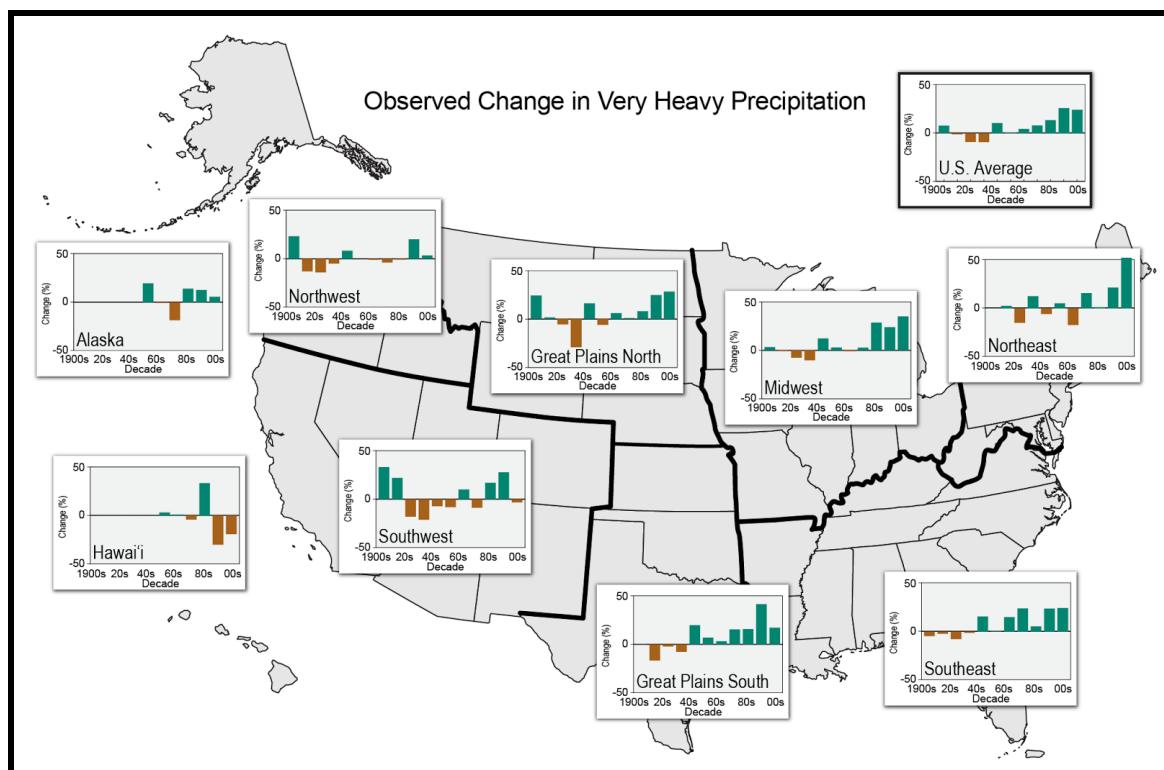 Observed Change in Very Heavy Precipitation
50
0
-50
Change (%)
U.S. Average
1900s 20s 40s 60s 80s 00s
Decade
50
0
-50
Change (%)
Northwest
1900s 20s 40s 60s 80s 00s
Decade
50
0
-50
Change (%)
Alaska
1900s 20s 40s 60s 80s 00s
Decade
50
0
-50
Change (%)
Great Plains North
1900s 20s 40s 60s 80s 00s
Decade
50
0
-50
Change (%)
Midwest
1900s 20s 40s 60s 80s 00s
Decade
50
0
-50
Change (%)
Northeast
1900s 20s 40s 60s 80s 00s
Decade
50
0
-50
Change (%)
Hawai‘i
1900s 20s 40s 60s 80s 00s
Decade
50
0
-50
Change (%)
Southwest
1900s 20s 40s 60s 80s 00s
Decade
50
0
-50
Change (%)
Great Plains South
1900s 20s 40s 60s 80s 00s
Decade
50
0
-50
Change (%)
Southeast
1900s 20s 40s 60s 80s 00s
Decade